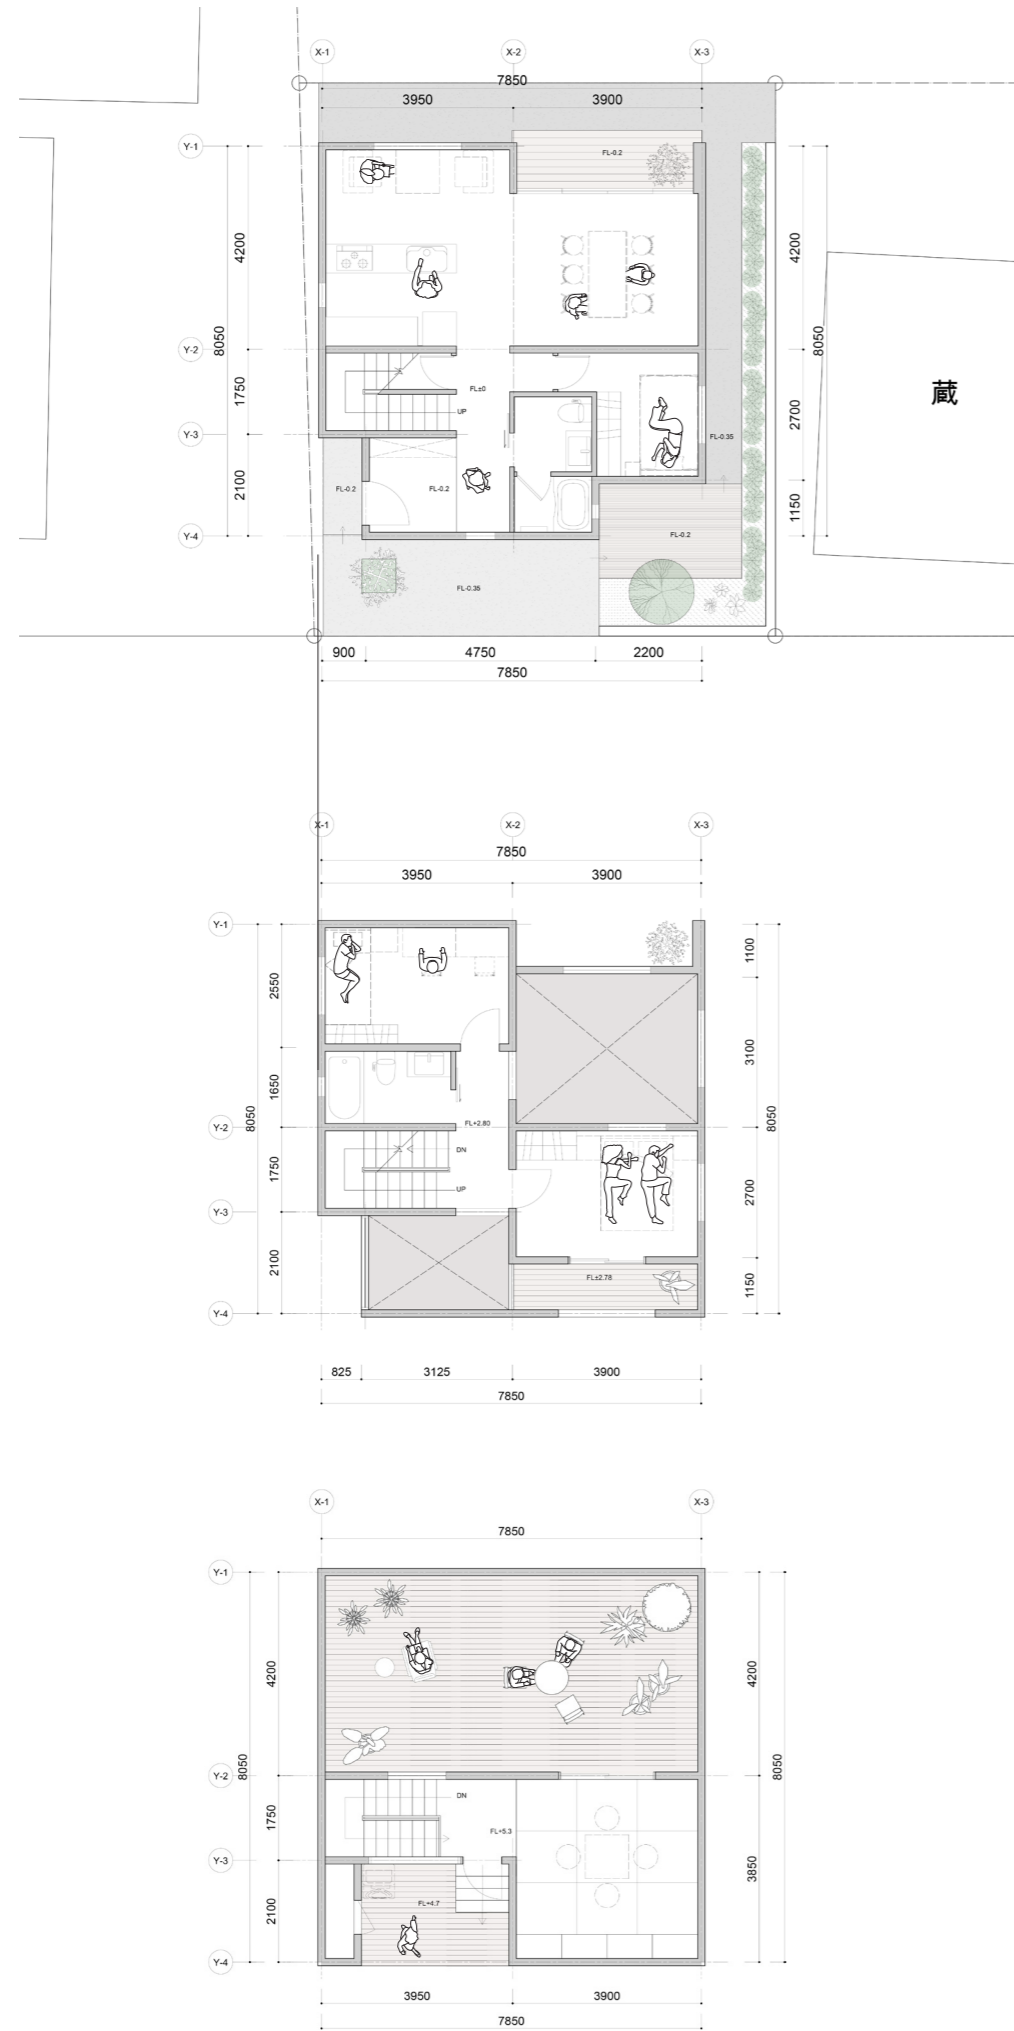 X-1 X-2 X-3
7850
3950 3900
Y-1
FL-0.2
4200
4200
8050
8050
Y-2
1750
FL±0
UP
2700
蔵
Y-3
FL-0.35
2100
FL-0.2
FL-0.2
1150
Y-4
FL-0.2
FL-0.35
900 4750 2200
7850
X-1 X-2 X-3
7850
3950 3900
Y-1
1100
2550
3100
1650
8050
8050
Y-2
FL+2.80
DN
1750
UP
2700
Y-3
2100
FL±2.78
1150
Y-4
825 3125 3900
7850
X-1 X-3
7850
Y-1
4200
4200
Y-2
8050
8050
DN
1750
FL+5.3
Y-3
3850
2100
FL+4.7
Y-4
3950 3900
7850